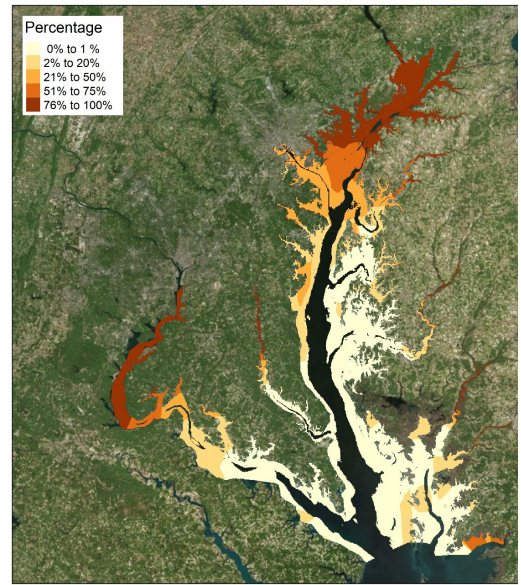 Percentage
0% to 1 %
2% to 20%
21% to 50%
51% to 75%
76% to 100%